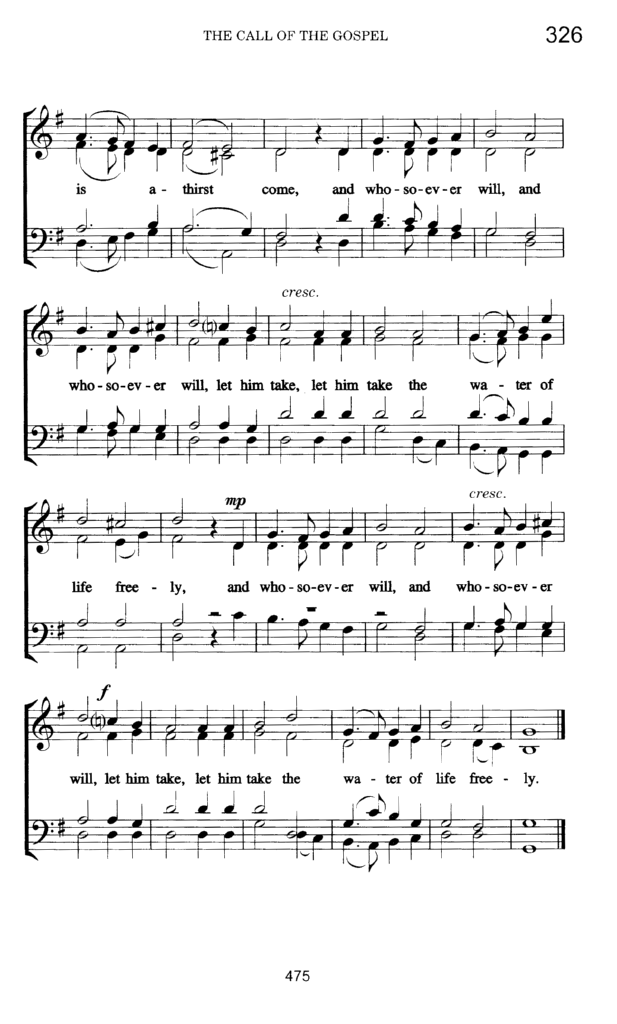 THE CALL OF THE GOSPEL 326
is a - thirst come, and who - so - ev - er will, and
cresc.
who - so - ev - er will, let him take, let him take the wa - ter of
mp cresc.
life free - ly, and who - so - ev - er will, and who - so - ev - er
f
will, let him take, let him take the wa - ter of life free - ly.
475